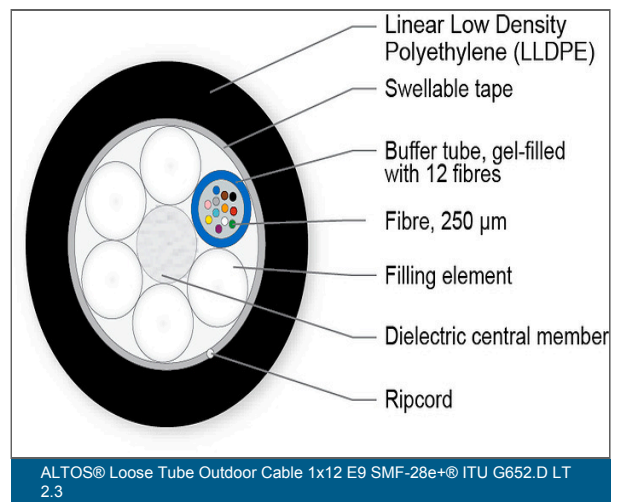 Linear Low Density
Polyethylene (LLDPE)
Swellable tape
Buffer tube, gel-filled
with 12 fibres
Fibre, 250 µm
Filling element
Dielectric central member
Ripcord
ALTOS® Loose Tube Outdoor Cable 1x12 E9 SMF-28e+® ITU G652.D LT
2.3